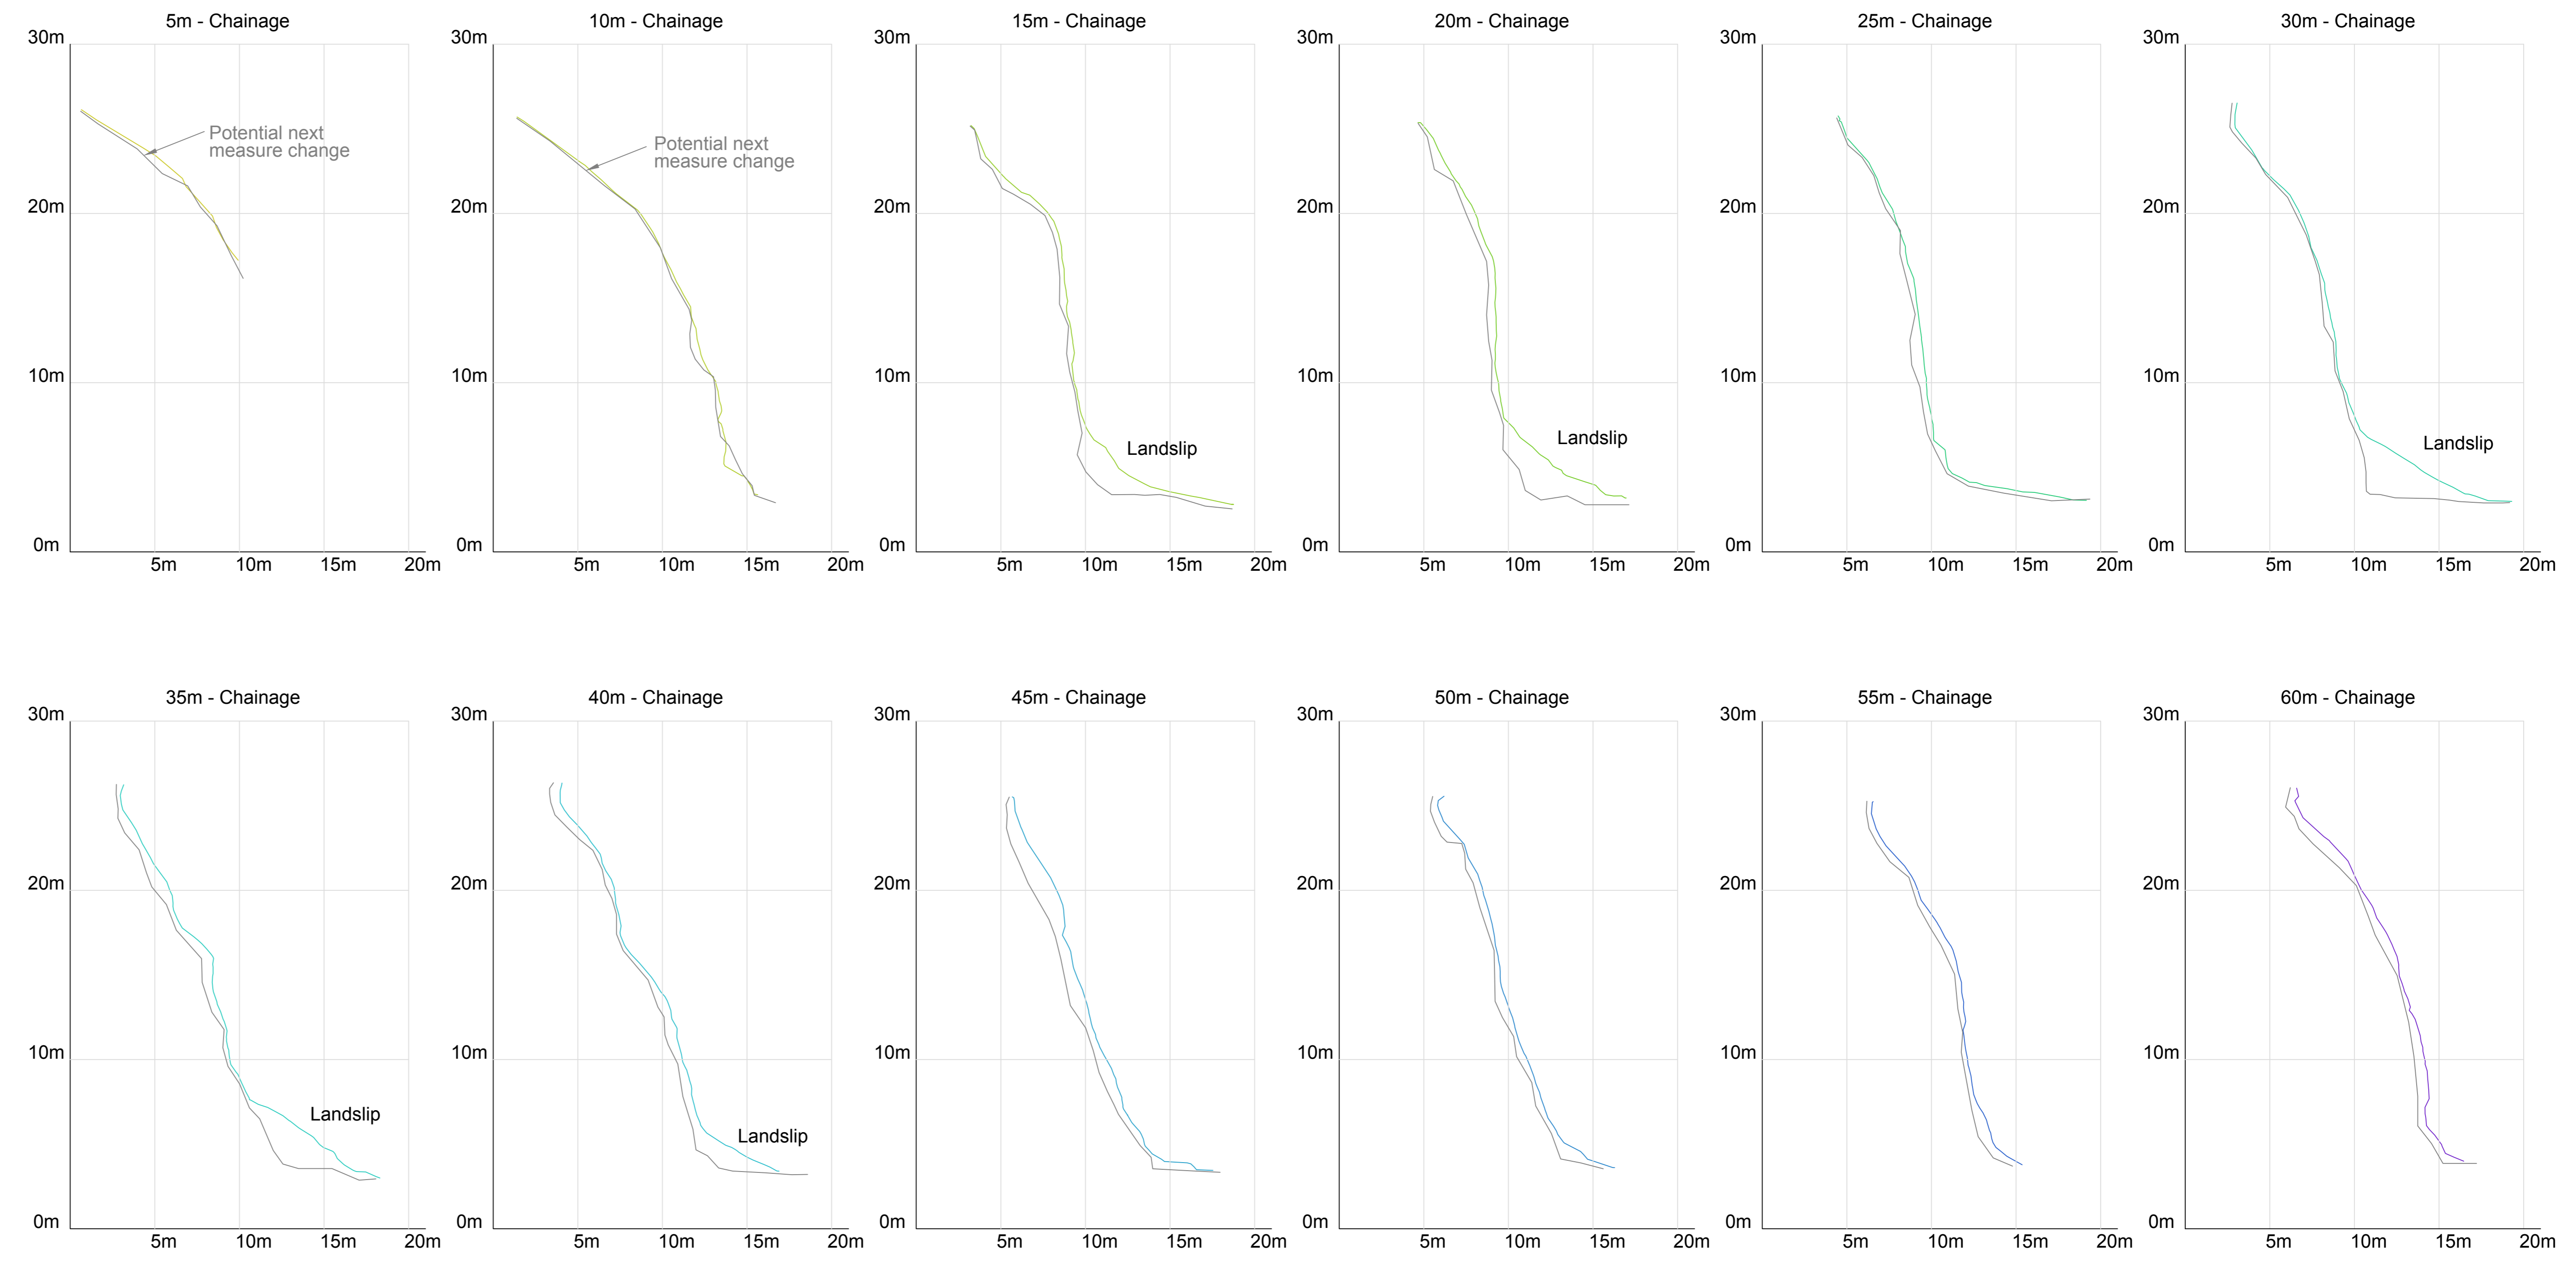 5m - Chainage
10m - Chainage
15m - Chainage
20m - Chainage
25m - Chainage
30m - Chainage
30m
30m
30m
30m
30m
30m
Potential next
measure change
Potential next
measure change
20m
20m
20m
20m
20m
20m
10m
10m
10m
10m
10m
10m
Landslip
Landslip
Landslip
0m
0m
0m
0m
0m
0m
5m 10m 15m 20m
5m 10m 15m 20m
5m 10m 15m 20m
5m 10m 15m 20m
5m 10m 15m 20m
5m 10m 15m 20m
35m - Chainage
40m - Chainage
45m - Chainage
50m - Chainage
55m - Chainage
60m - Chainage
30m
30m
30m
30m
30m
30m
20m
20m
20m
20m
20m
20m
10m
10m
10m
10m
10m
10m
Landslip
Landslip
0m
0m
0m
0m
0m
0m
5m 10m 15m 20m
5m 10m 15m 20m
5m 10m 15m 20m
5m 10m 15m 20m
5m 10m 15m 20m
5m 10m 15m 20m